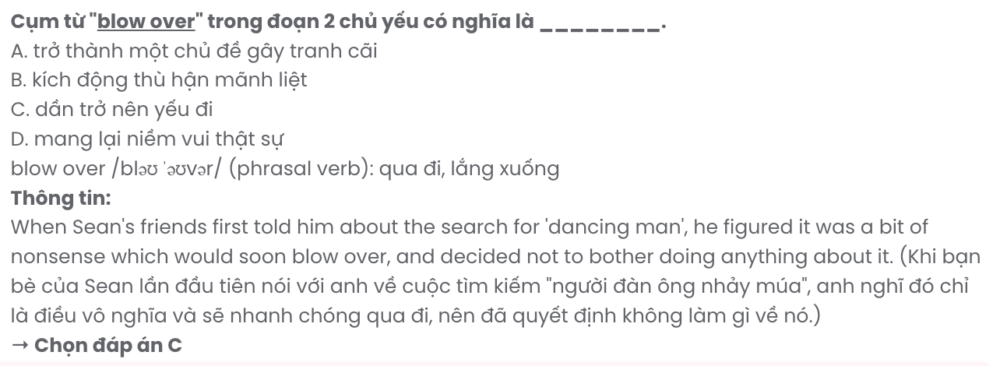 Cụm từ "blow over" trong đoạn 2 chủ yếu có nghĩa là ________.
A. trở thành một chủ đề gây tranh cãi
B. kích động thù hận mãnh liệt
C. dần trở nên yếu đi
D. mang lại niềm vui thật sự
blow over /bləʊ ˈəʊvər/ (phrasal verb): qua đi, lắng xuống
Thông tin:
When Sean's friends first told him about the search for 'dancing man', he figured it was a bit of
nonsense which would soon blow over, and decided not to bother doing anything about it. (Khi bạn
bè của Sean lần đầu tiên nói với anh về cuộc tìm kiếm "người đàn ông nhảy múa", anh nghĩ đó chỉ
là điều vô nghĩa và sẽ nhanh chóng qua đi, nên đã quyết định không làm gì về nó.)
→ Chọn đáp án C